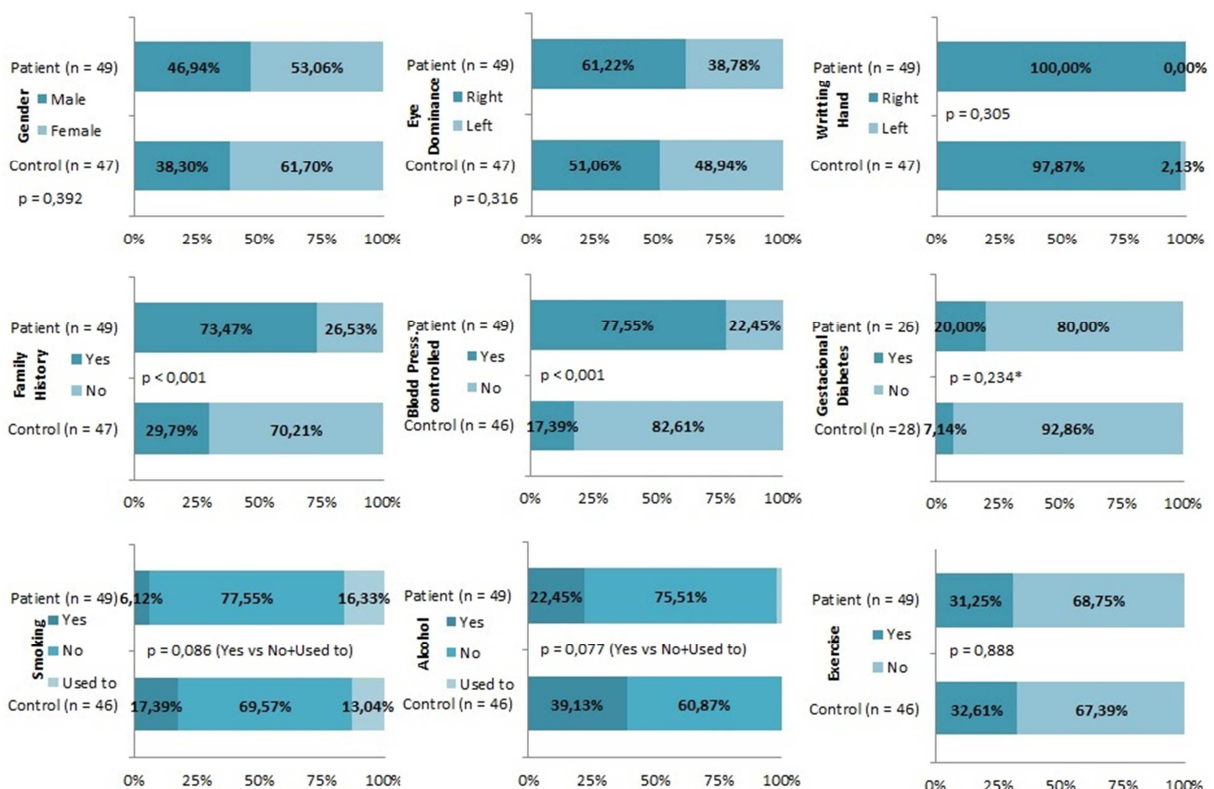 Gender
Patient (n = 49)
46,94% 53,06%
Male
Female
Control (n = 47)
38,30% 61,70%
p = 0,392
0% 25% 50% 75% 100%
Eye
Dominance
Patient (n = 49)
61,22% 38,78%
Right
Left
Control (n = 47)
51,06% 48,94%
p = 0,316
0% 25% 50% 75% 100%
Writting
Hand
Patient (n = 49)
100,00% 0,00%
Right
Left
p = 0,305
Control (n = 47)
97,87% 2,13%
0% 25% 50% 75% 100%
Family
History
Patient (n = 49)
73,47% 26,53%
Yes
No
p < 0,001
Control (n = 47)
29,79% 70,21%
0% 25% 50% 75% 100%
Blodd Press.
controlled
Patient (n = 49)
77,55% 22,45%
Yes
No
p < 0,001
Control (n = 46)
17,39% 82,61%
0% 25% 50% 75% 100%
Gestacional
Diabetes
Patient (n = 26)
20,00% 80,00%
Yes
No
p = 0,234*
Control (n =28)
7,14% 92,86%
0% 25% 50% 75% 100%
Smoking
Patient (n = 49)
6,12% 77,55% 16,33%
Yes
No
Used to
p = 0,086 (Yes vs No+Used to)
Control (n = 46)
17,39% 69,57% 13,04%
0% 25% 50% 75% 100%
Alcohol
Patient (n = 49)
22,45% 75,51%
Yes
No
Used to
p = 0,077 (Yes vs No+Used to)
Control (n = 46)
39,13% 60,87%
0% 25% 50% 75% 100%
Exercise
Patient (n = 49)
31,25% 68,75%
Yes
No
p = 0,888
Control (n = 46)
32,61% 67,39%
0% 25% 50% 75% 100%